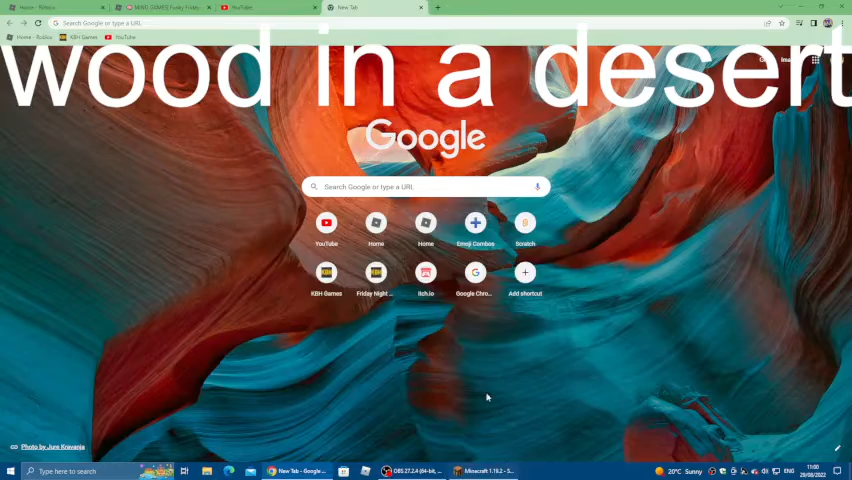 Home - Roblox
[MINIGAMES] Funky Friday
YouTube
New Tab
Search Google or type a URL
Home - Roblox
KBH Games
YouTube
wood in a desert
Google
Search Google or type a URL
YouTube
Home
Home
Emoji Combos
Scratch
KBH Games
Friday Night ...
Itch.io
Google Chro...
Add shortcut
Photo by Jure Kravanja
Type here to search
New Tab - Google ...
OBS 27.2.4 (64-bit, ...
Minecraft 1.19.2 - S...
20°C Sunny
ENG
11:00
29/08/2022